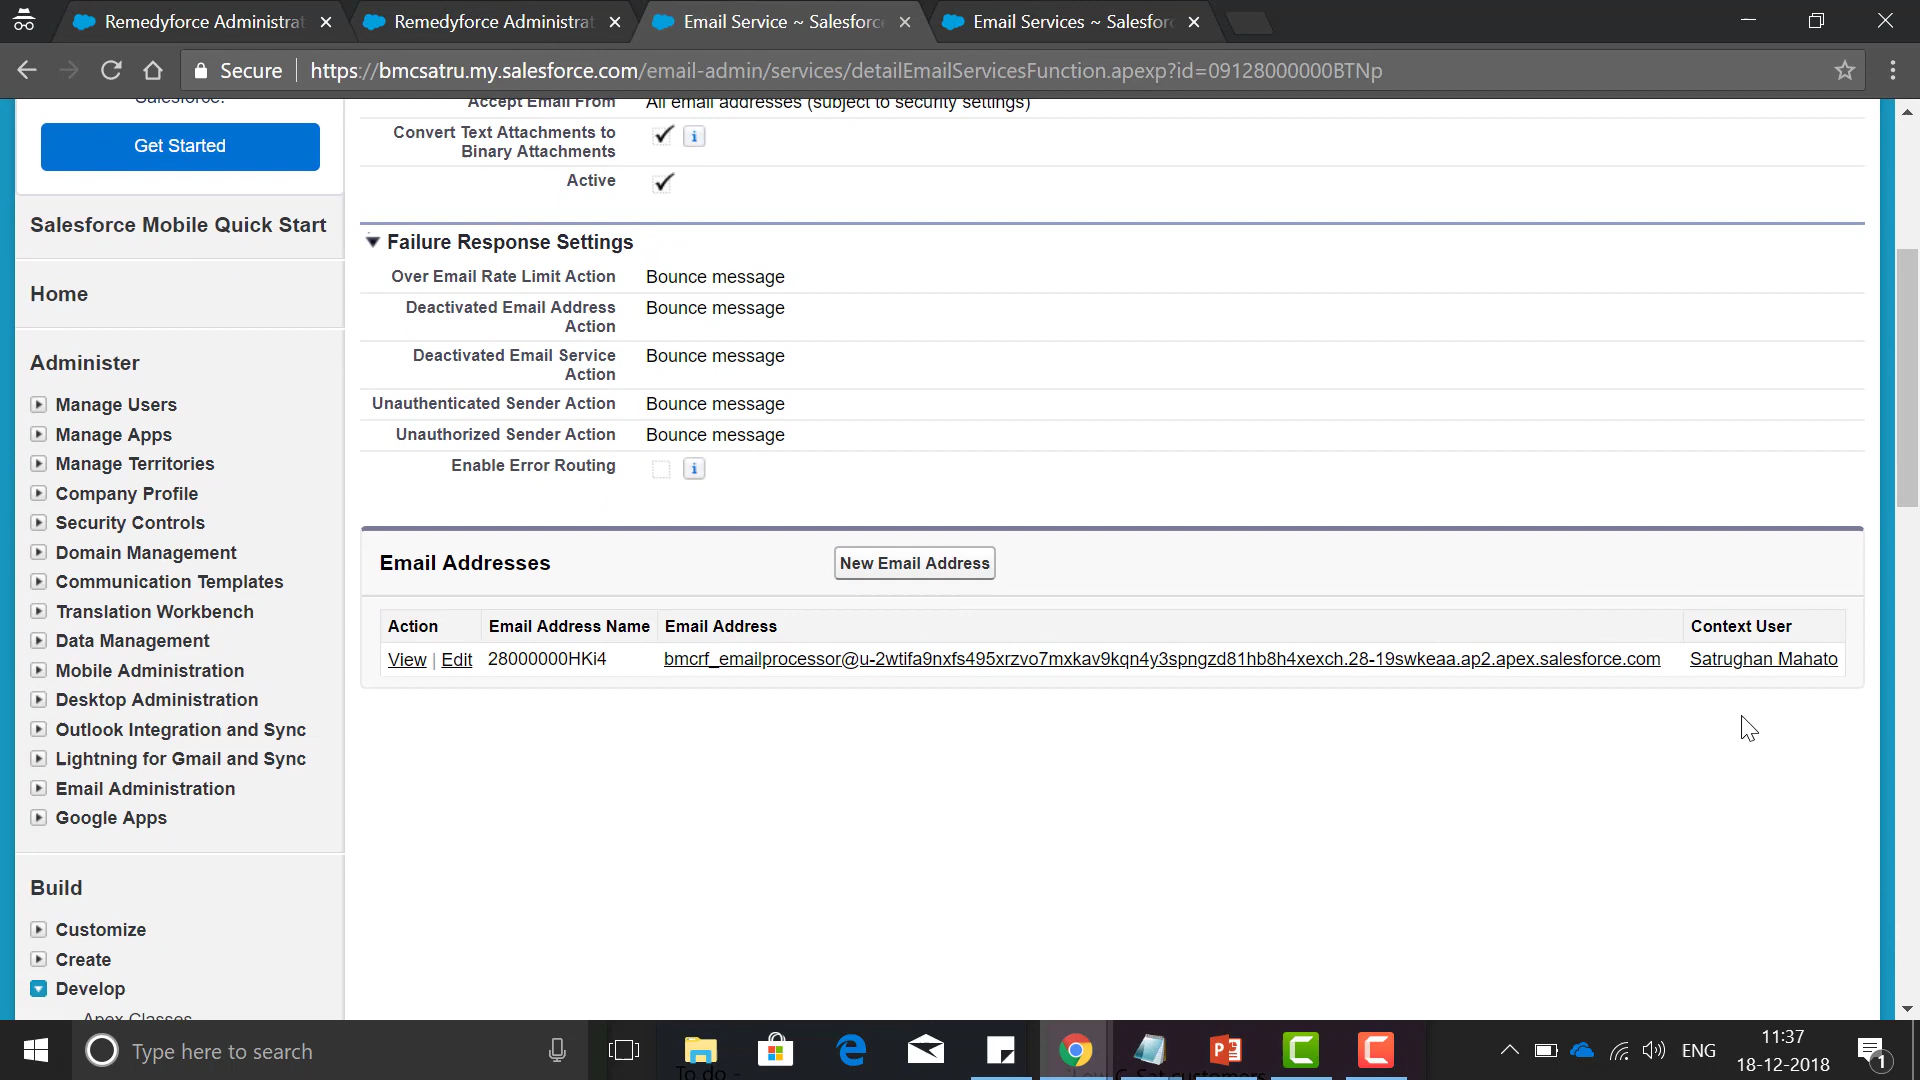 Remedyforce Administrat
Remedyforce Administrat
Email Service ~ Salesforc
Email Services ~ Salesfor
Secure
https://bmcsatru.my.salesforce.com/email-admin/services/detailEmailServicesFunction.apexp?id=09128000000BTNp
Salesforce.
Get Started
Salesforce Mobile Quick Start
Home
Administer
Manage Users
Manage Apps
Manage Territories
Company Profile
Security Controls
Domain Management
Communication Templates
Translation Workbench
Data Management
Mobile Administration
Desktop Administration
Outlook Integration and Sync
Lightning for Gmail and Sync
Email Administration
Google Apps
Build
Customize
Create
Develop
Apex Classes
Accept Email From All email addresses (subject to security settings)
Convert Text Attachments to
Binary Attachments
Active
Failure Response Settings
Over Email Rate Limit Action Bounce message
Deactivated Email Address
Action Bounce message
Deactivated Email Service
Action Bounce message
Unauthenticated Sender Action Bounce message
Unauthorized Sender Action Bounce message
Enable Error Routing
Email Addresses New Email Address
Action Email Address Name Email Address Context User
View | Edit 28000000HKi4 bmcrf_emailprocessor@u-2wtifa9nxfs495xrzvo7mxkav9kqn4y3spngzd81hb8h4xexch.28-19swkeaa.ap2.apex.salesforce.com Satrughan Mahato
Type here to search
To do -
ENG
11:37
18-12-2018
1